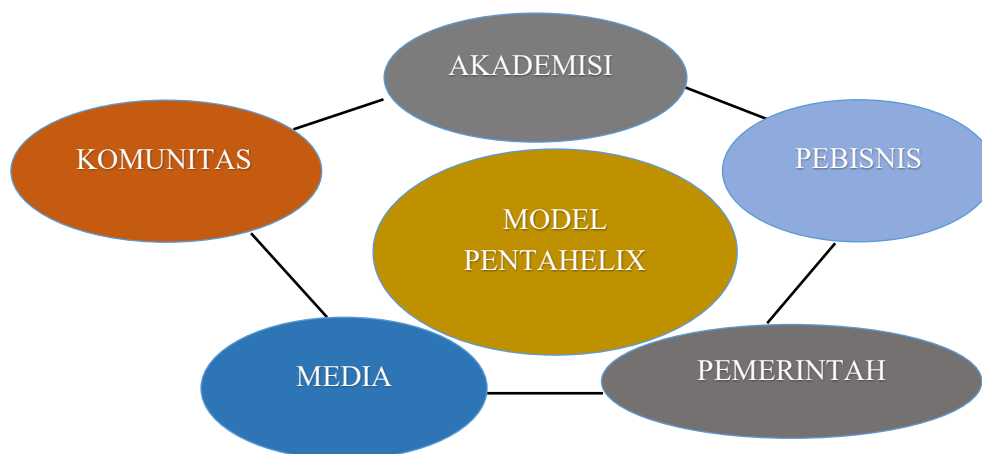 AKADEMISI
KOMUNITAS
PEBISNIS
MODEL
PENTAHELIX
MEDIA
PEMERINTAH